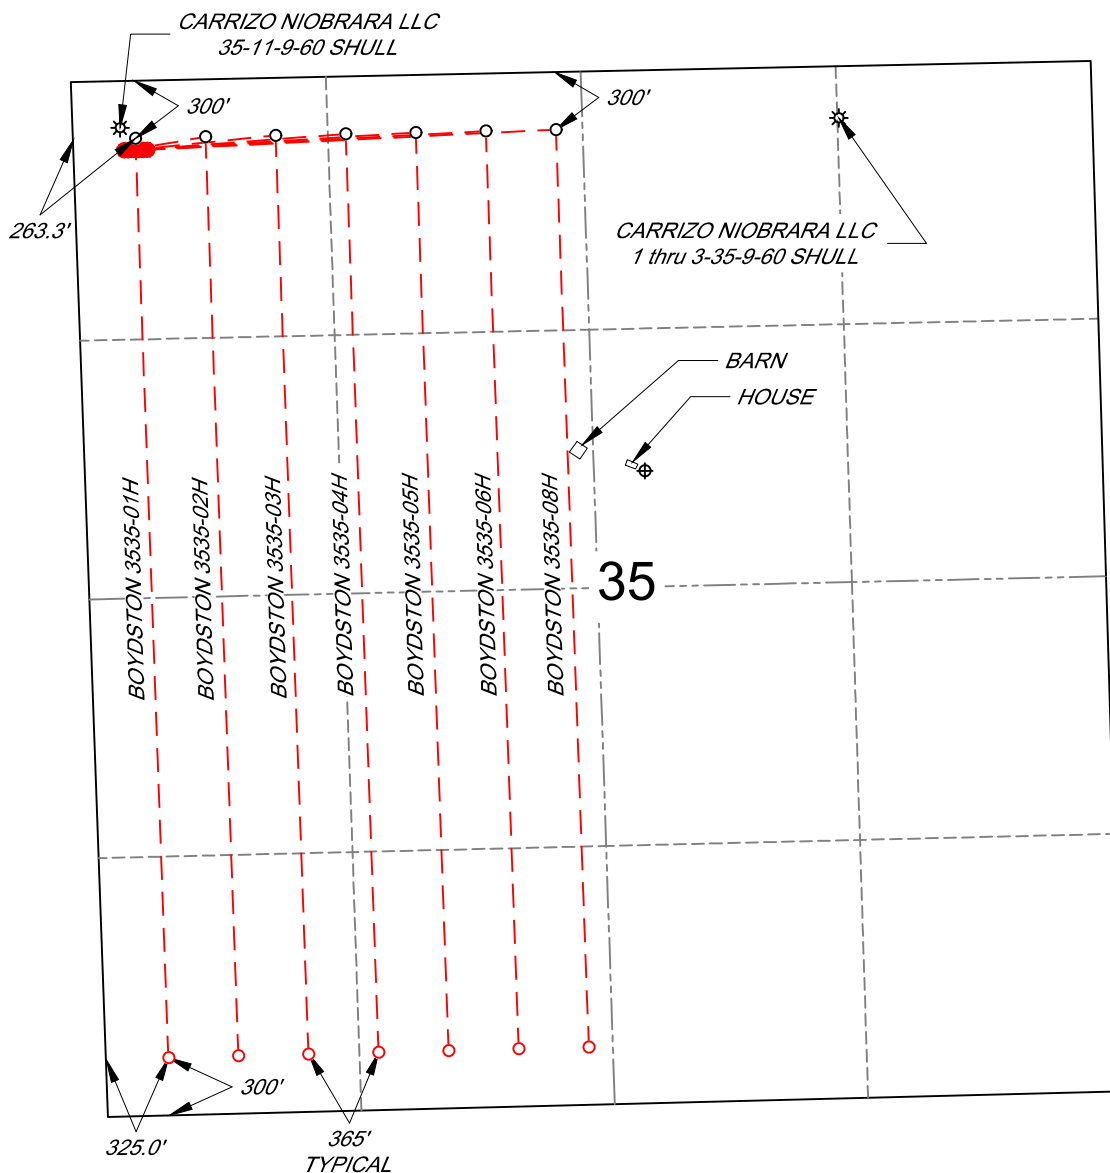 CARRIZO NIOBRARA LLC
35-11-9-60 SHULL
300'
300'
263.3'
CARRIZO NIOBRARA LLC
1 thru 3-35-9-60 SHULL
BARN
HOUSE
BOYDSTON 3535-01H
BOYDSTON 3535-02H
BOYDSTON 3535-03H
BOYDSTON 3535-04H
BOYDSTON 3535-05H
BOYDSTON 3535-06H
BOYDSTON 3535-08H
35
300'
325.0'
365'
TYPICAL